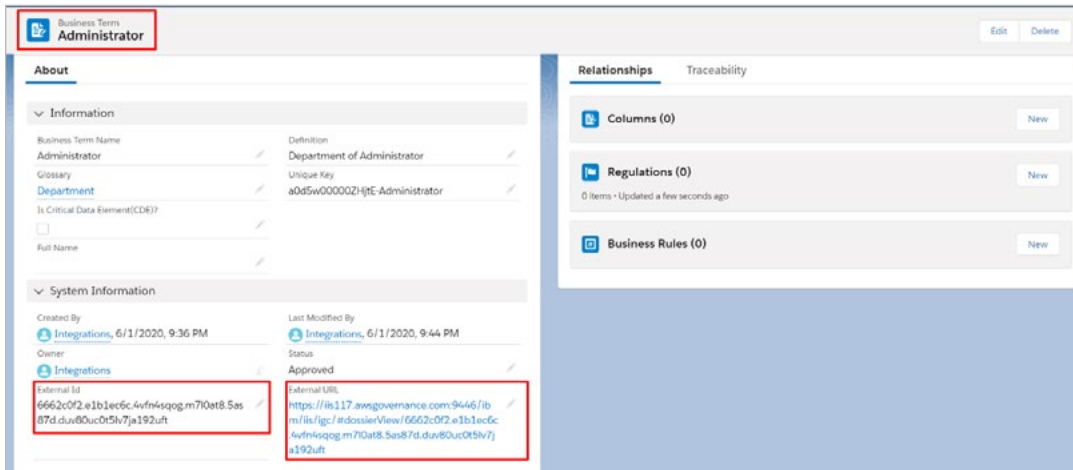 Business Term
Administrator
Edit Delete
About
Information
Business Term Name
Administrator
Definition
Department of Administrator
Glossary
Department
Unique Key
a0d5w00000ZHjtE-Administrator
Is Critical Data Element(CDE)?
Full Name
System Information
Created By
Integrations, 6/1/2020, 9:36 PM
Last Modified By
Integrations, 6/1/2020, 9:44 PM
Owner
Integrations
Status
Approved
External Id
6662c0f2.e1b1ec6c.4vfn4sqog.m7l0at8.5as
87d.duv80uc0t5lv7ja192uft
External URL
https://iis117.awsgovernance.com:9446/ib
m/iis/igc/#dossierView/6662c0f2.e1b1ec6c
.4vfn4sqog.m7l0at8.5as87d.duv80uc0t5lv7j
a192uft
Relationships Traceability
Columns (0)
New
Regulations (0)
New
0 items • Updated a few seconds ago
Business Rules (0)
New